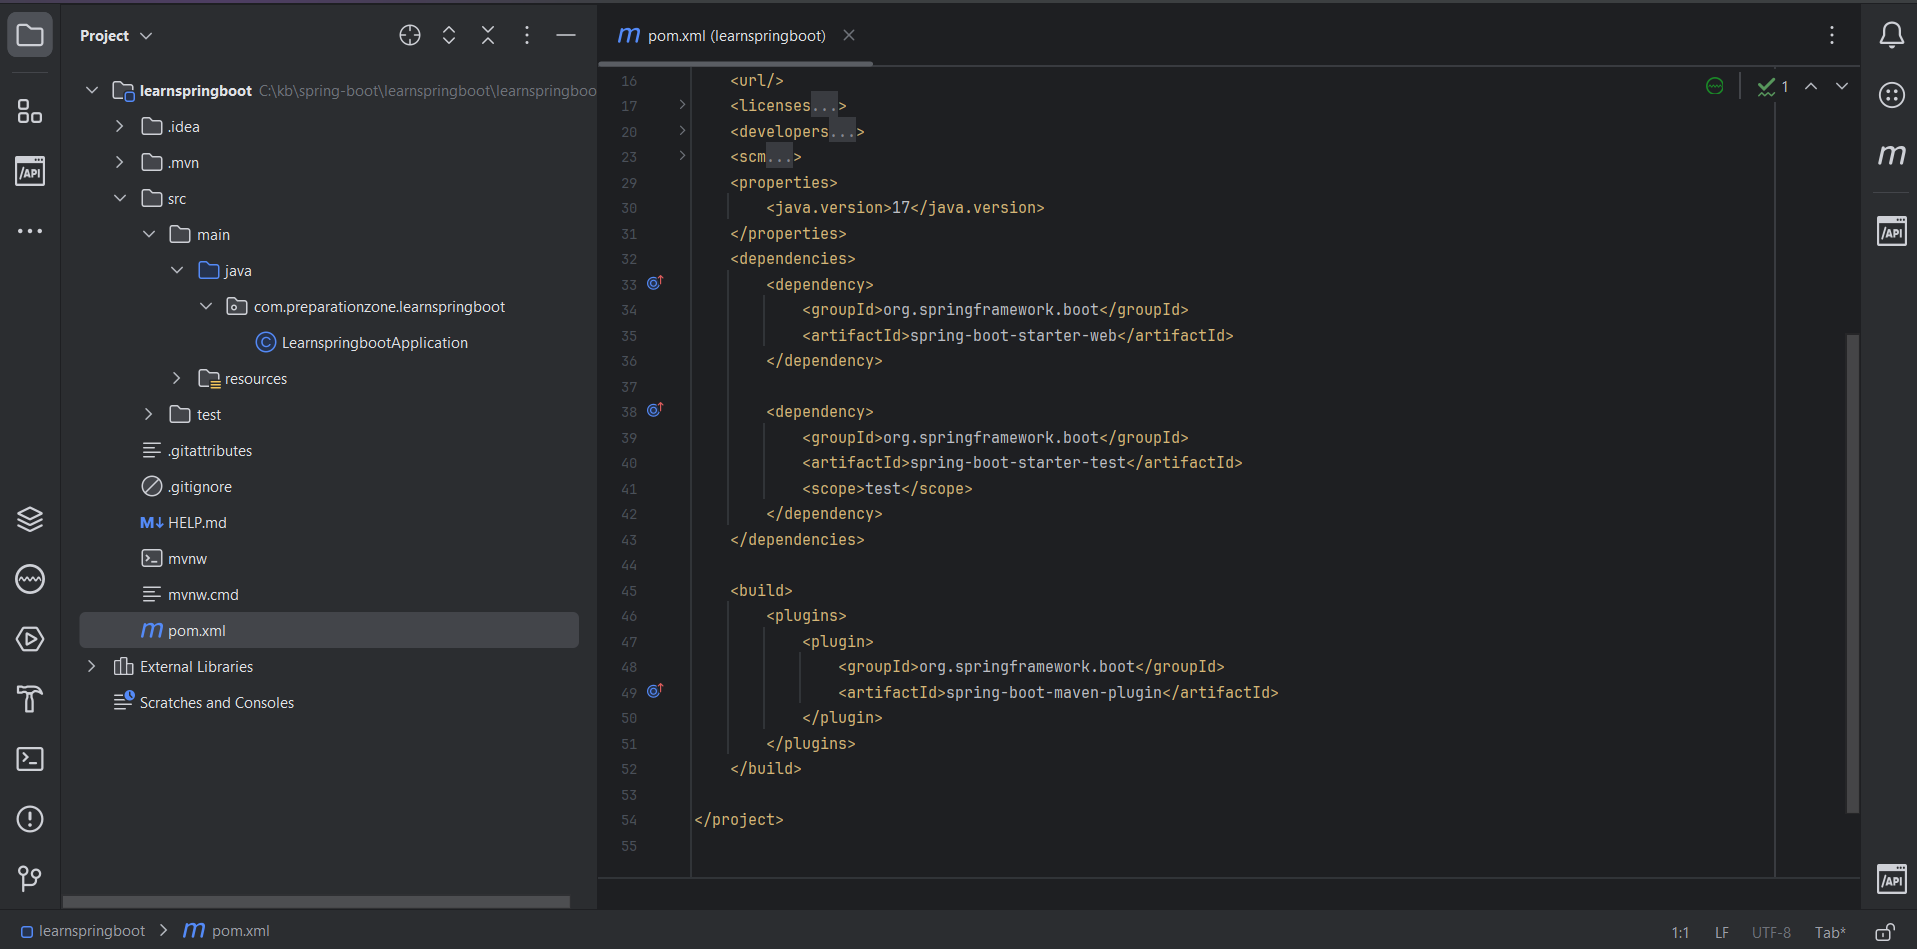 Project
learnspringboot C:\kb\spring-boot\learnspringboot\learnspringboo
.idea
.mvn
src
main
java
com.preparationzone.learnspringboot
LearnspringbootApplication
resources
test
.gitattributes
.gitignore
M↓ HELP.md
mvnw
mvnw.cmd
m pom.xml
External Libraries
Scratches and Consoles
/API
m pom.xml (learnspringboot)
1
16 <url/>
17 <licenses...>
20 <developers...>
23 <scm...>
29 <properties>
30 <java.version>17</java.version>
31 </properties>
32 <dependencies>
33 <dependency>
34 <groupId>org.springframework.boot</groupId>
35 <artifactId>spring-boot-starter-web</artifactId>
36 </dependency>
37
38 <dependency>
39 <groupId>org.springframework.boot</groupId>
40 <artifactId>spring-boot-starter-test</artifactId>
41 <scope>test</scope>
42 </dependency>
43 </dependencies>
44
45 <build>
46 <plugins>
47 <plugin>
48 <groupId>org.springframework.boot</groupId>
49 <artifactId>spring-boot-maven-plugin</artifactId>
50 </plugin>
51 </plugins>
52 </build>
53
54 </project>
55
m
/API
/API
learnspringboot > m pom.xml
1:1 LF UTF-8 Tab*